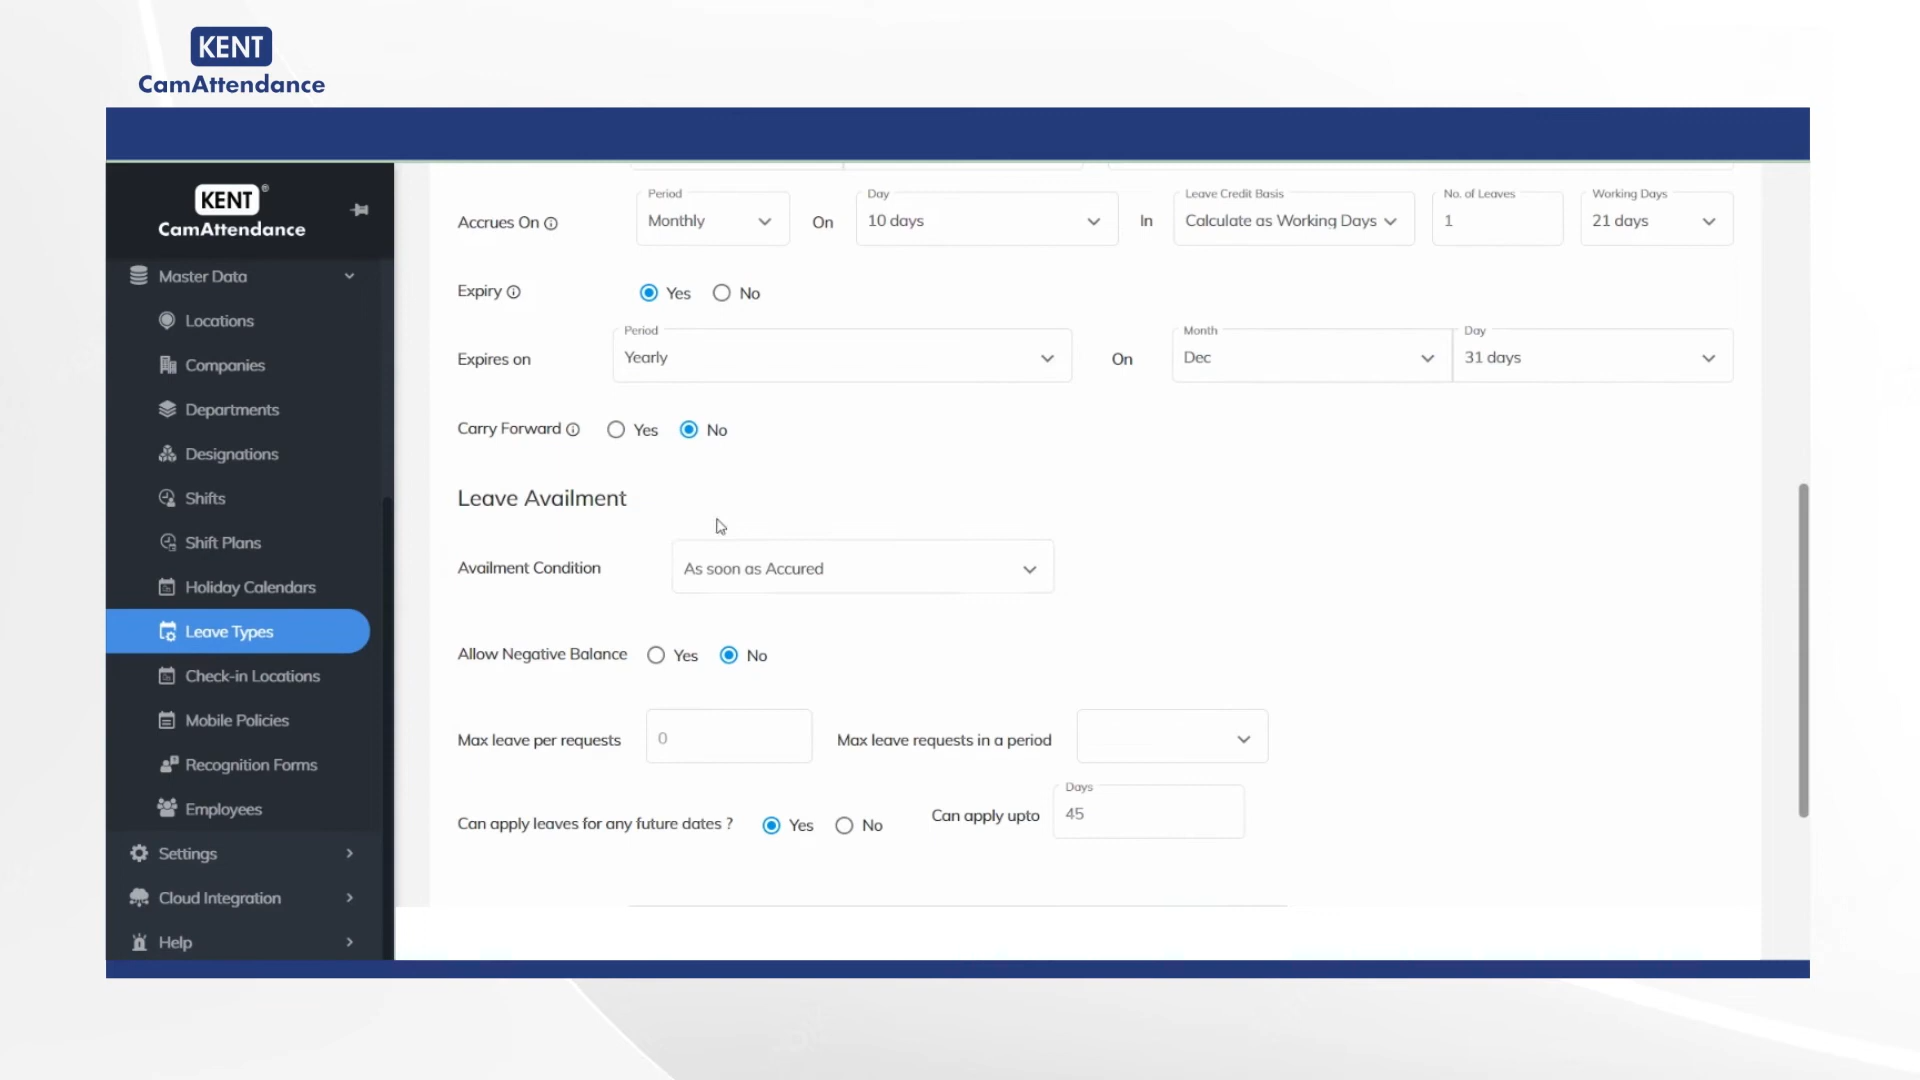 KENT
CamAttendance
KENT®
CamAttendance
Master Data
Locations
Companies
Departments
Designations
Shifts
Shift Plans
Holiday Calendars
Leave Types
Check-in Locations
Mobile Policies
Recognition Forms
Employees
Settings
Cloud Integration
Help
Period Day Leave Credit Basis No. of Leaves Working Days
Accrues On Monthly On 10 days In Calculate as Working Days 1 21 days
Expiry Yes No
Period Month Day
Expires on Yearly On Dec 31 days
Carry Forward Yes No
Leave Availment
Availment Condition As soon as Accured
Allow Negative Balance Yes No
Max leave per requests 0 Max leave requests in a period
Days
Can apply leaves for any future dates ? Yes No Can apply upto 45